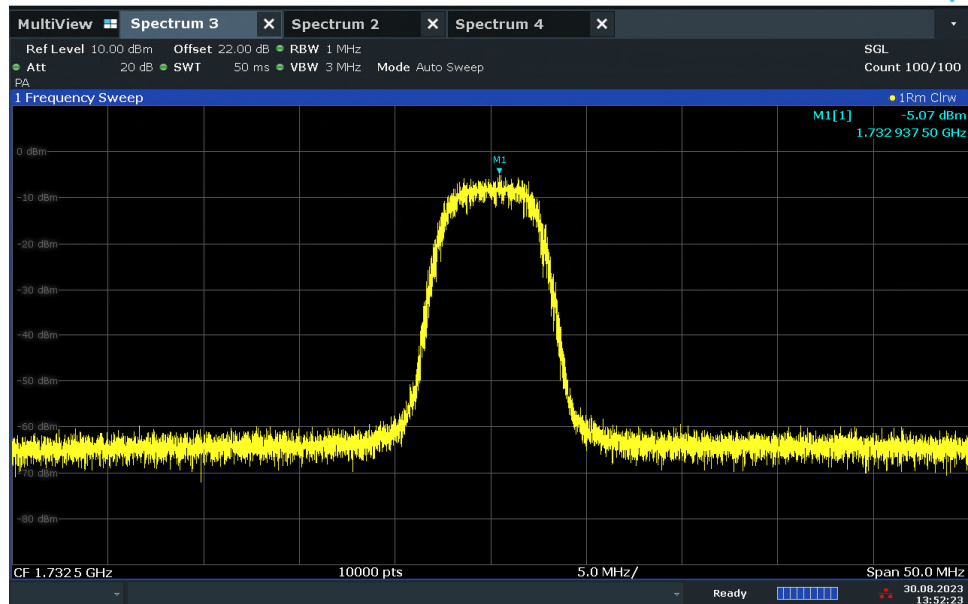 MultiView Spectrum 3 X Spectrum 2 X Spectrum 4 X
Ref Level 10.00 dBm Offset 22.00 dB RBW 1 MHz SGL
Att 20 dB SWT 50 ms VBW 3 MHz Mode Auto Sweep Count 100/100
PA
1 Frequency Sweep 1Rm Clrw
M1[1] -5.07 dBm
1.732 937 50 GHz
0 dBm
M1
-10 dBm
-20 dBm
-30 dBm
-40 dBm
-50 dBm
-60 dBm
-70 dBm
-80 dBm
CF 1.732 5 GHz 10000 pts 5.0 MHz/ Span 50.0 MHz
Ready 30.08.2023
13:52:23